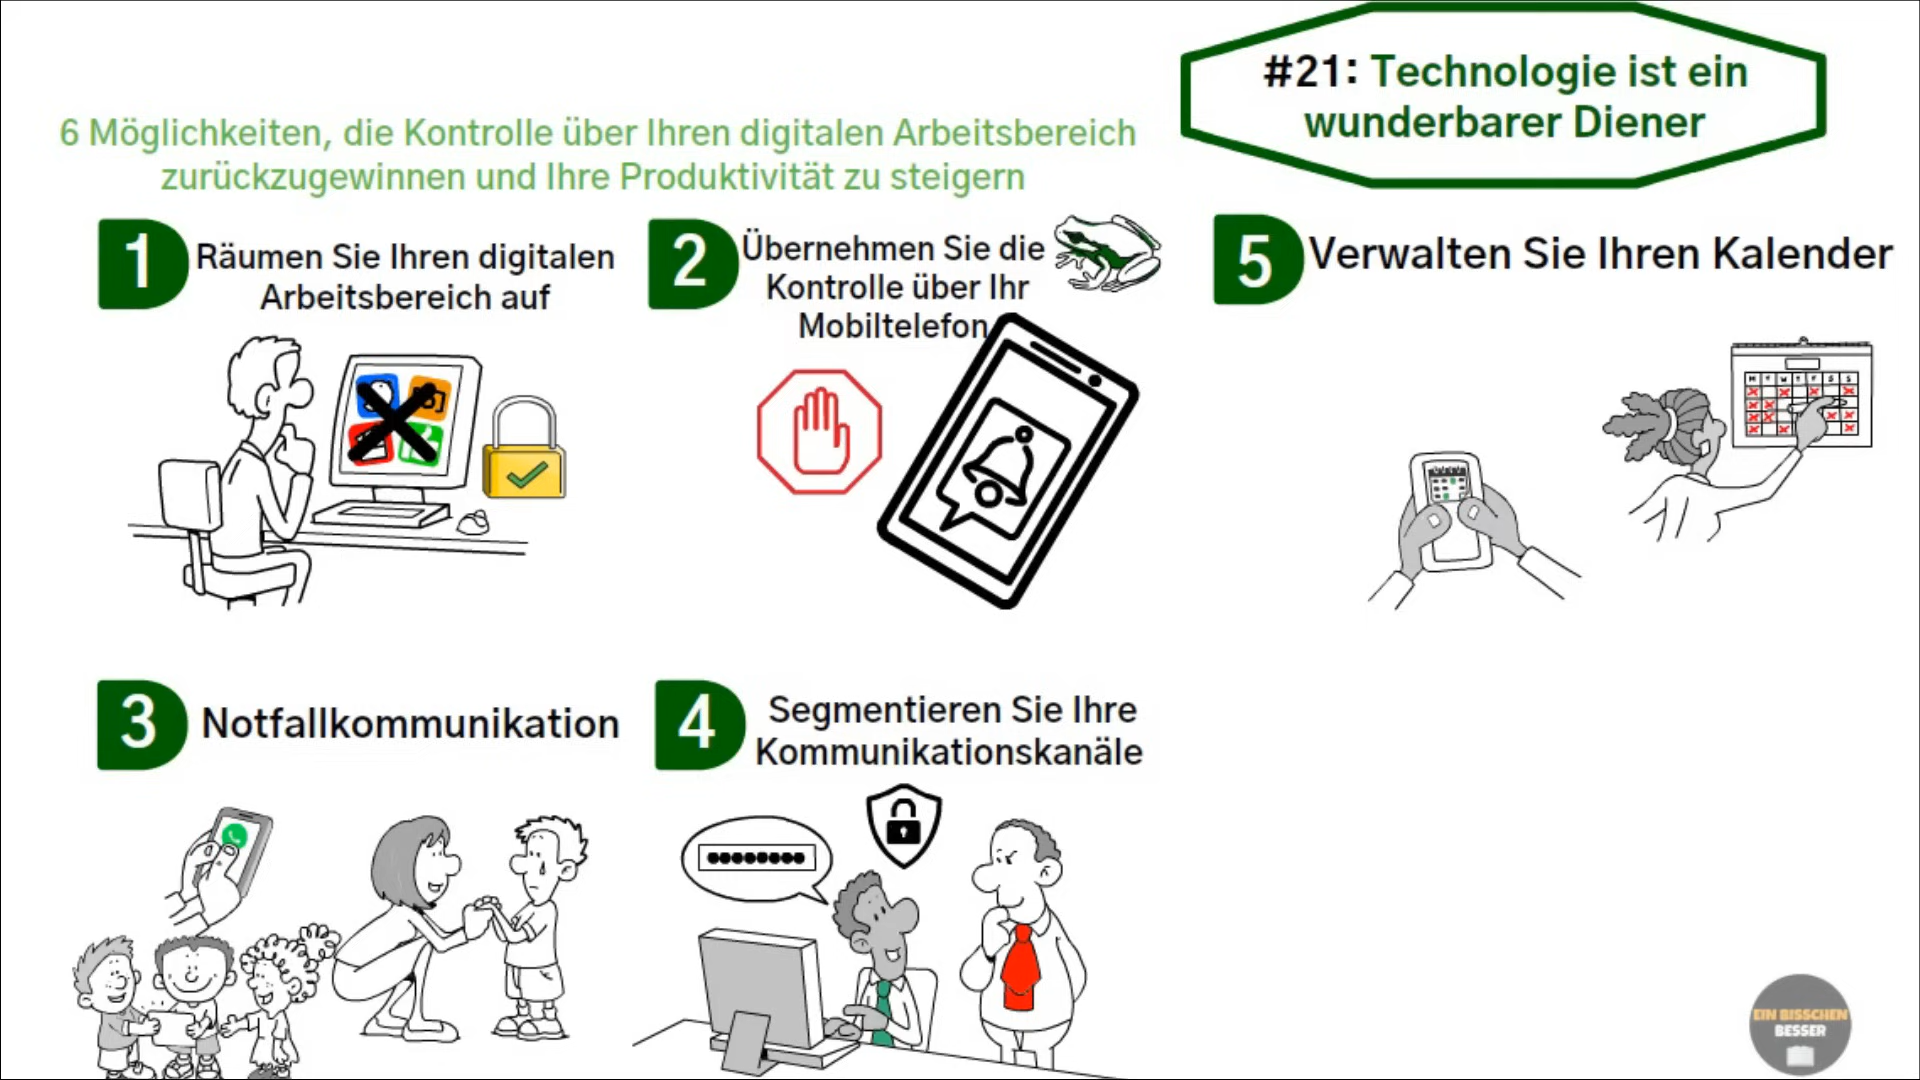 #21: Technologie ist ein
wunderbarer Diener
6 Möglichkeiten, die Kontrolle über Ihren digitalen Arbeitsbereich
zurückzugewinnen und Ihre Produktivität zu steigern
1
Räumen Sie Ihren digitalen
Arbeitsbereich auf
2
Übernehmen Sie die
Kontrolle über Ihr
Mobiltelefon
5
Verwalten Sie Ihren Kalender
3
Notfallkommunikation
4
Segmentieren Sie Ihre
Kommunikationskanäle
EIN BISSCHEN
BESSER